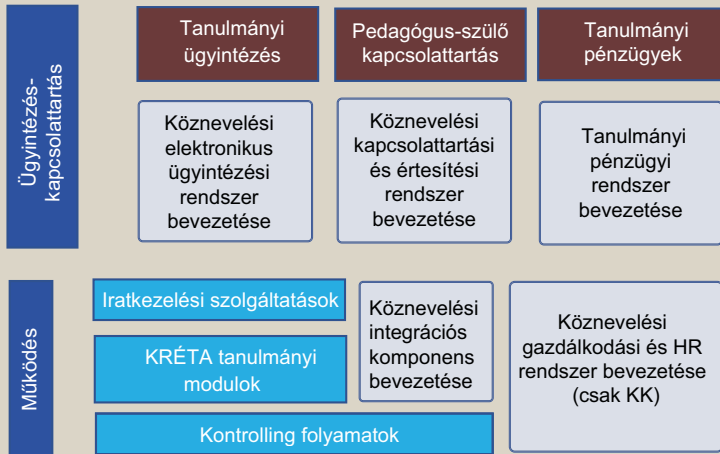 Ügyintézés-
kapcsolattartás
Tanulmányi
ügyintézés
Pedagógus-szülő
kapcsolattartás
Tanulmányi
pénzügyek
Köznevelési
elektronikus
ügyintézési
rendszer
bevezetése
Köznevelési
kapcsolattartási
és értesítési
rendszer
bevezetése
Tanulmányi
pénzügyi
rendszer
bevezetése
Működés
Iratkezelési szolgáltatások
KRÉTA tanulmányi
modulok
Köznevelési
integrációs
komponens
bevezetése
Köznevelési
gazdálkodási és HR
rendszer bevezetése
(csak KK)
Kontrolling folyamatok